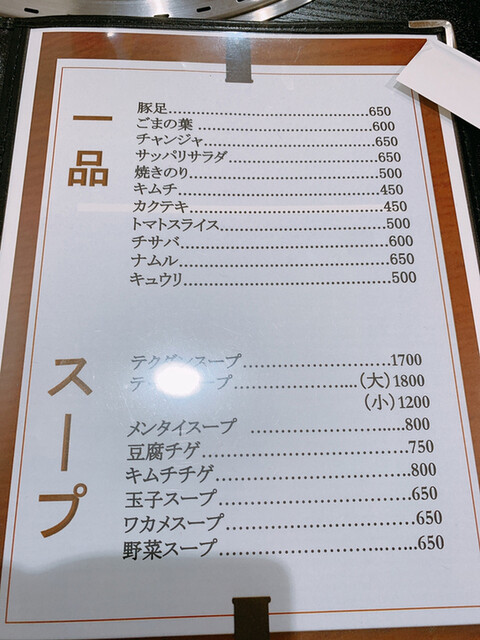 一品
豚足 650
ごまの葉 600
チャンジャ 650
サッパリサラダ 650
焼きのり 500
キムチ 450
カクテキ 450
トマトスライス 500
チサバ 600
ナムル 650
キュウリ 500
スープ
テクダンスープ 1700
(大)1800
(小)1200
メンタイスープ 800
豆腐チゲ 750
キムチチゲ 800
玉子スープ 650
ワカメスープ 650
野菜スープ 650